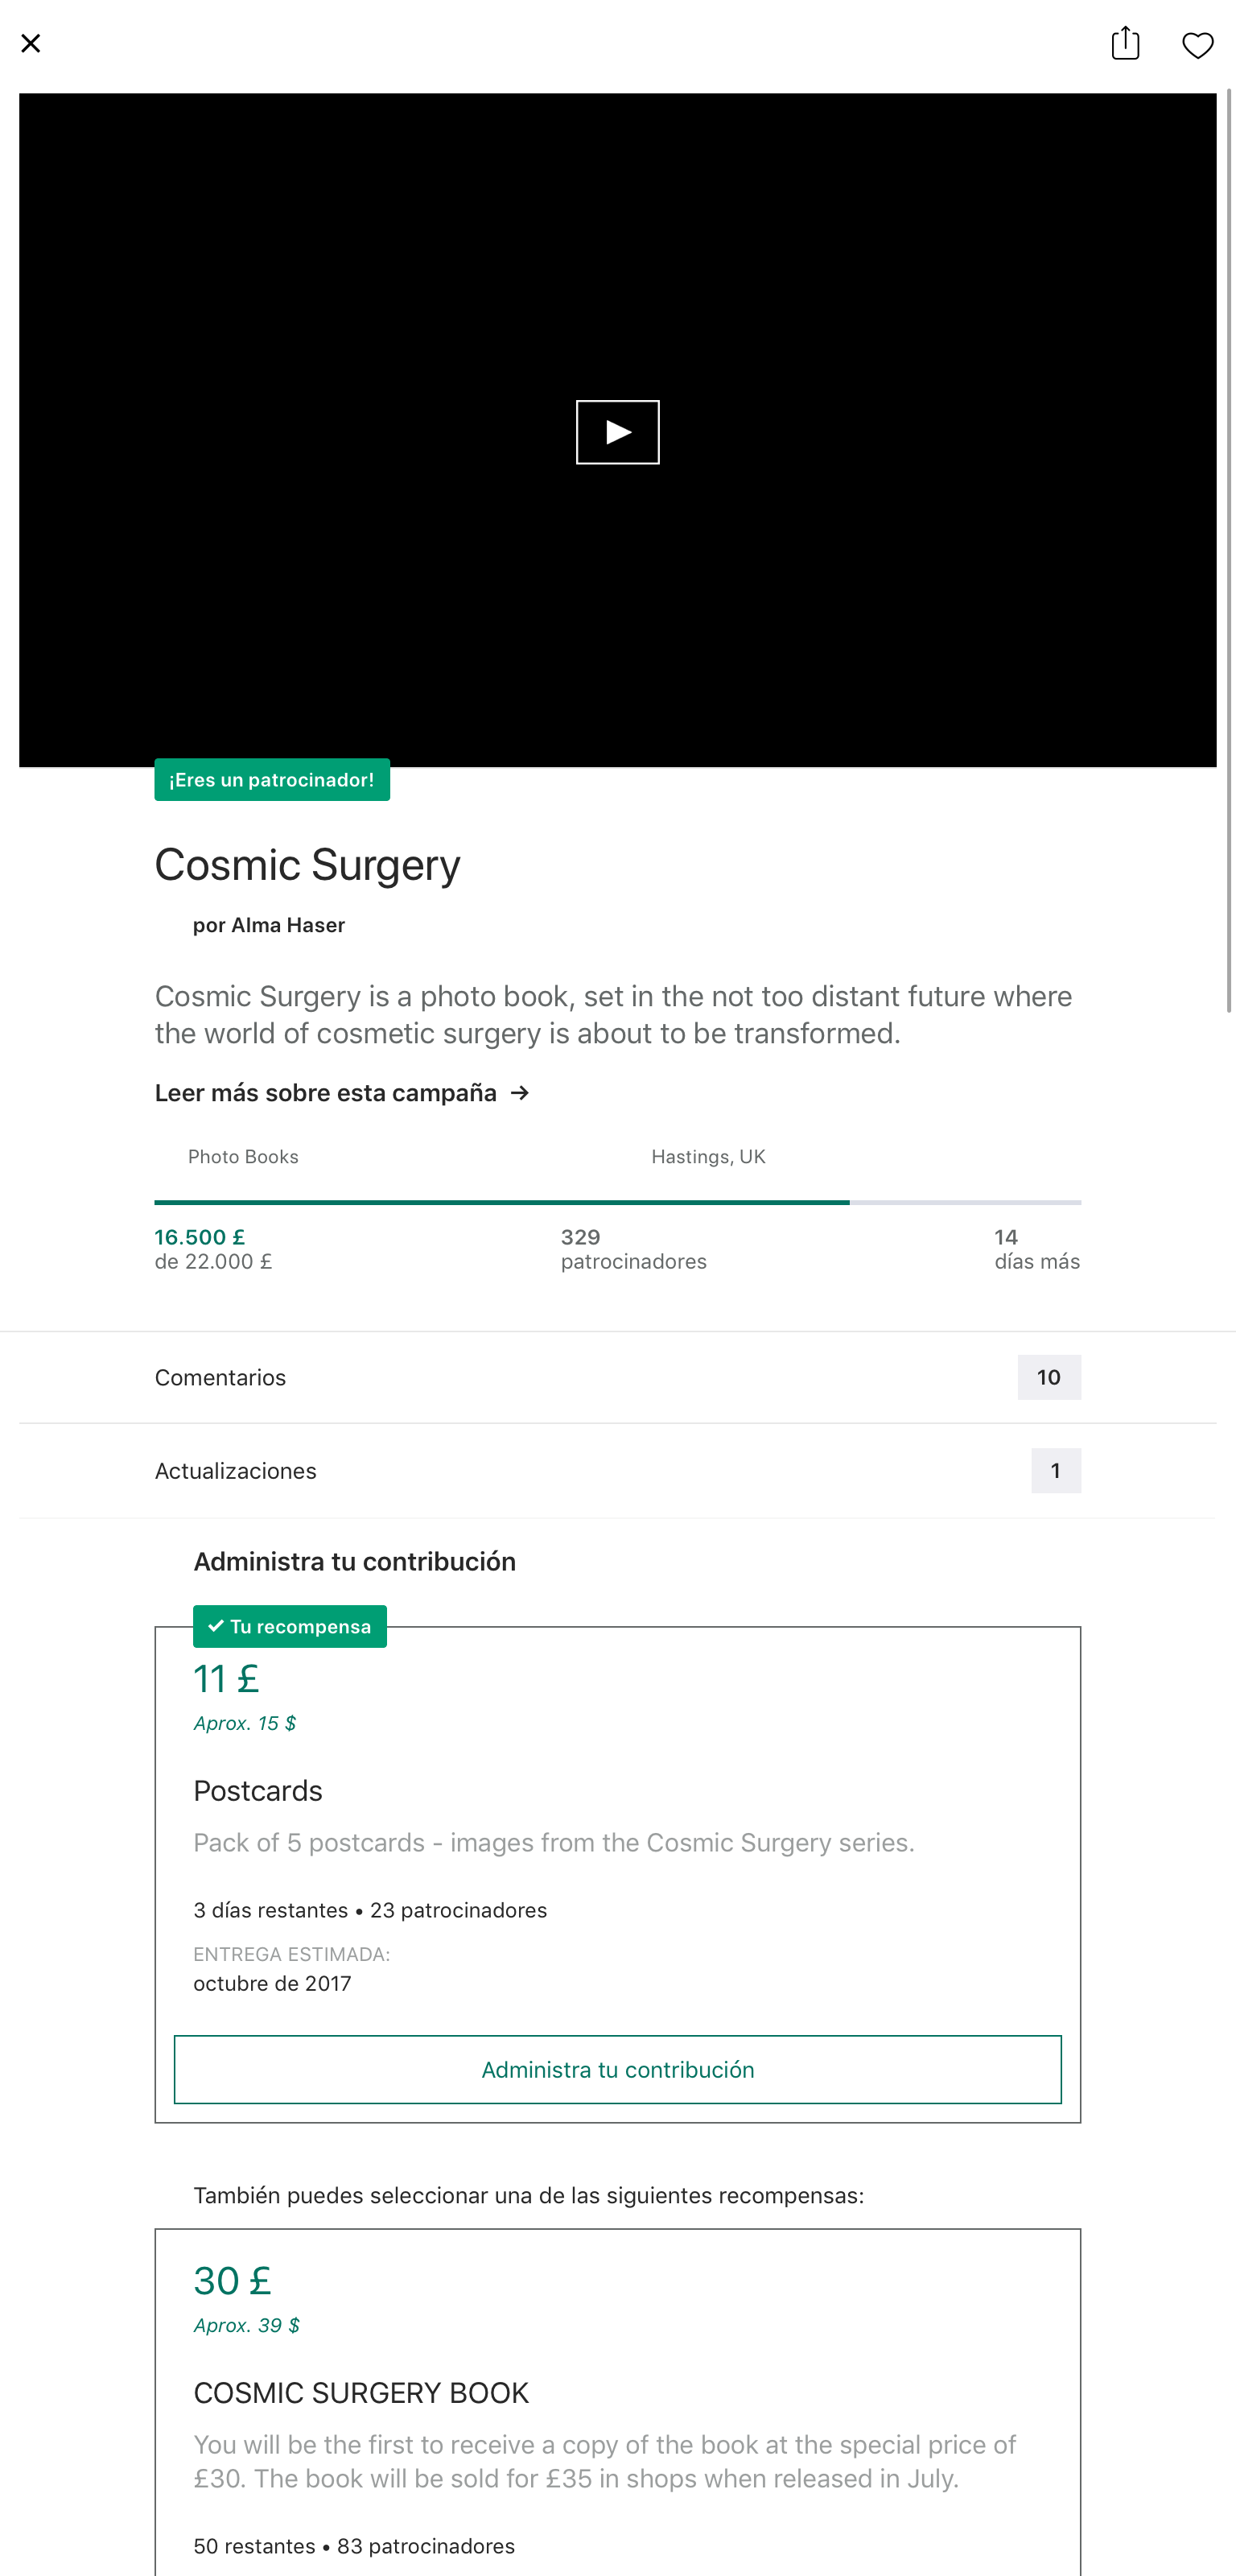 ¡Eres un patrocinador!
Cosmic Surgery
por Alma Haser
Cosmic Surgery is a photo book, set in the not too distant future where
the world of cosmetic surgery is about to be transformed.
Leer más sobre esta campaña →
Photo Books
Hastings, UK
16.500 £
de 22.000 £
329
patrocinadores
14
días más
Comentarios
10
Actualizaciones
1
Administra tu contribución
✓ Tu recompensa
11 £
Aprox. 15 $
Postcards
Pack of 5 postcards - images from the Cosmic Surgery series.
3 días restantes • 23 patrocinadores
ENTREGA ESTIMADA:
octubre de 2017
Administra tu contribución
También puedes seleccionar una de las siguientes recompensas:
30 £
Aprox. 39 $
COSMIC SURGERY BOOK
You will be the first to receive a copy of the book at the special price of
£30. The book will be sold for £35 in shops when released in July.
50 restantes • 83 patrocinadores